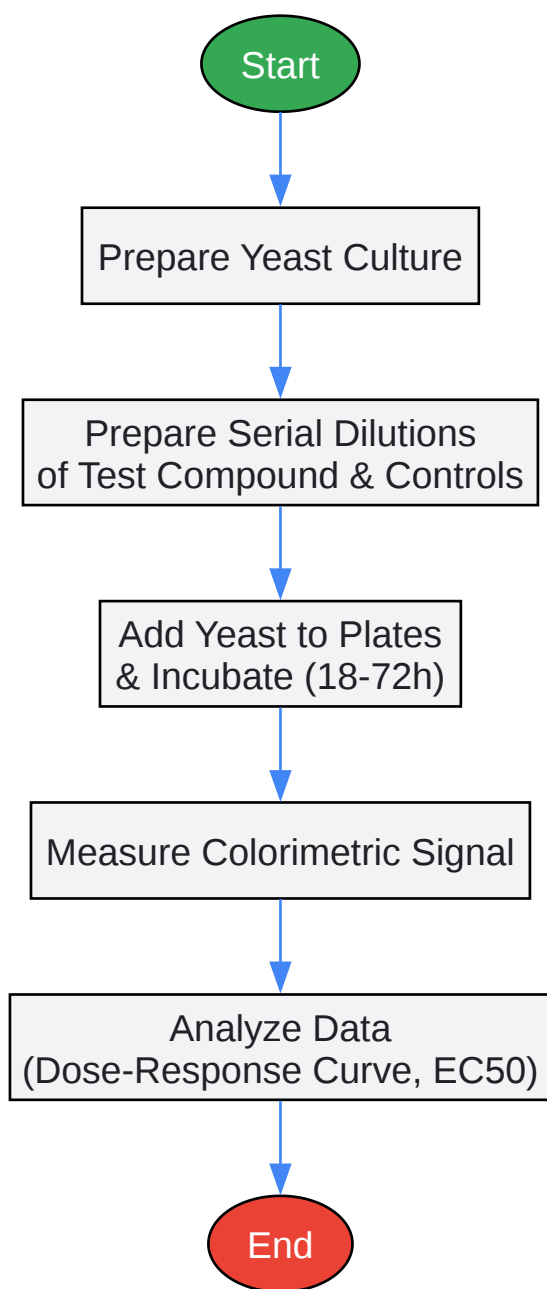 Start
Prepare Yeast Culture
Prepare Serial Dilutions
of Test Compound & Controls
Add Yeast to Plates
& Incubate (18-72h)
Measure Colorimetric Signal
Analyze Data
(Dose-Response Curve, EC50)
End